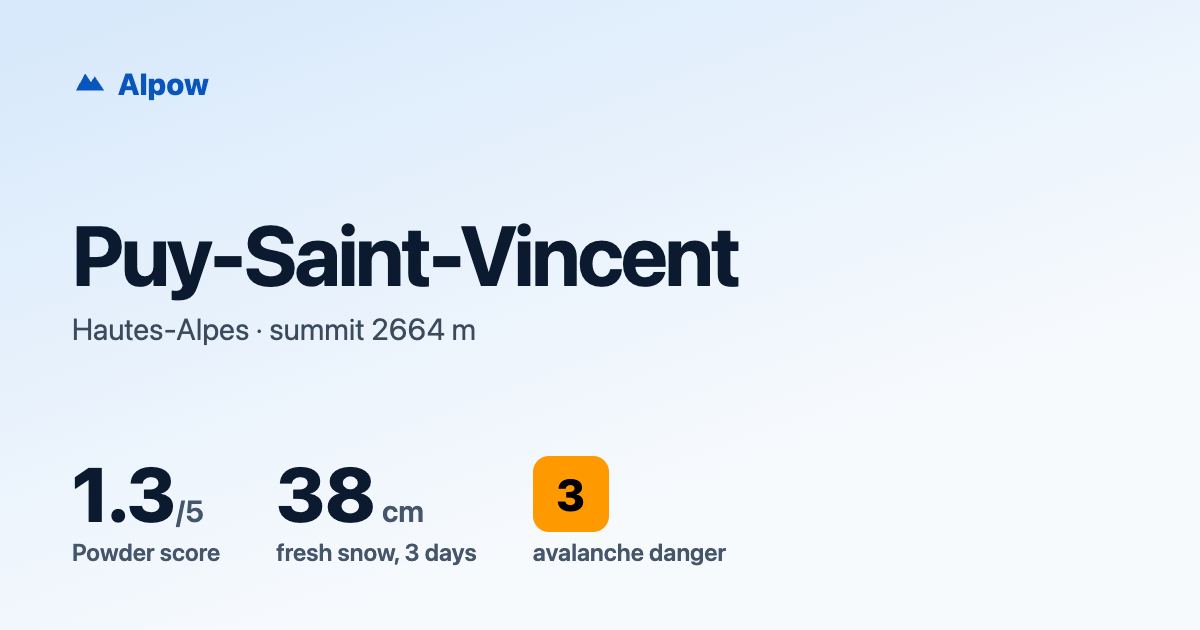 Alpow
Puy-Saint-Vincent
Hautes-Alpes · summit 2664 m
1.3/5
Powder score
38 cm
fresh snow, 3 days
3
avalanche danger